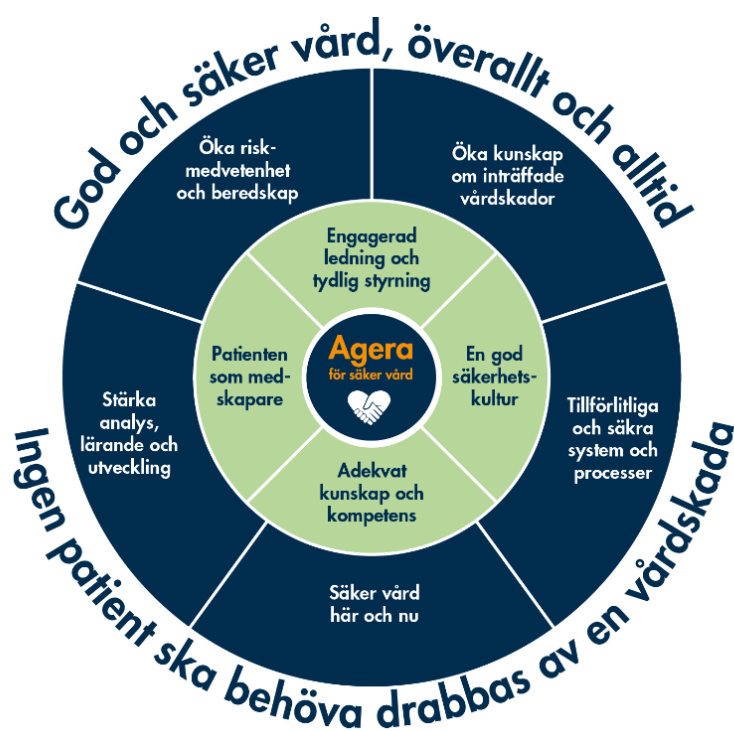 God och säker vård, överallt och alltid
Öka risk-
medvetenhet
och beredskap
Öka kunskap
om inträffade
vårdskador
Engagerad
ledning och
tydlig styrning
Patienten
som med-
skapare
Agera
för säker vård
En god
säkerhets-
kultur
Stärka
analys,
lärande och
utveckling
Tillförlitliga
och säkra
system och
processer
Adekvat
kunskap och
kompetens
Säker vård
här och nu
Ingen patient ska behöva drabbas av en vårdskada